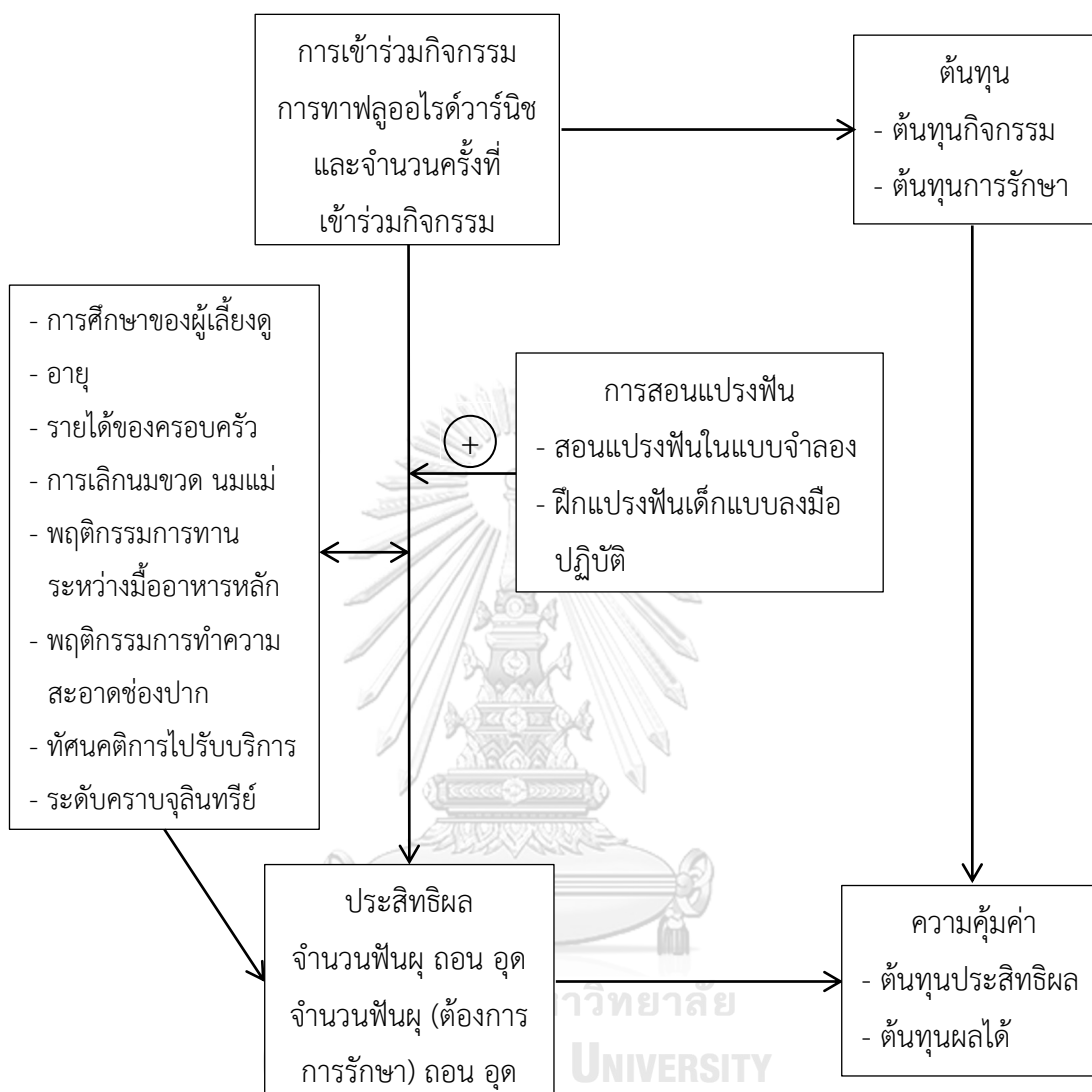 การเข้าร่วมกิจกรรม
การทาฟลูออไรด์วาร์นิช
และจำนวนครั้งที่
เข้าร่วมกิจกรรม
ต้นทุน
- ต้นทุนกิจกรรม
- ต้นทุนการรักษา
- การศึกษาของผู้เลี้ยงดู
- อายุ
- รายได้ของครอบครัว
- การเลิกนมขวด นมแม่
- พฤติกรรมการทาน
ระหว่างมื้ออาหารหลัก
- พฤติกรรมการทำความ
สะอาดช่องปาก
- ทัศนคติการไปรับบริการ
- ระดับคราบจุลินทรีย์
+
การสอนแปรงฟัน
- สอนแปรงฟันในแบบจำลอง
- ฝึกแปรงฟันเด็กแบบลงมือ
ปฏิบัติ
ประสิทธิผล
จำนวนฟันผุ ถอน อุด
จำนวนฟันผุ (ต้องการ
การรักษา) ถอน อุด
ความคุ้มค่า
- ต้นทุนประสิทธิผล
- ต้นทุนผลได้
าวิทยาลัย
UNIVERSITY